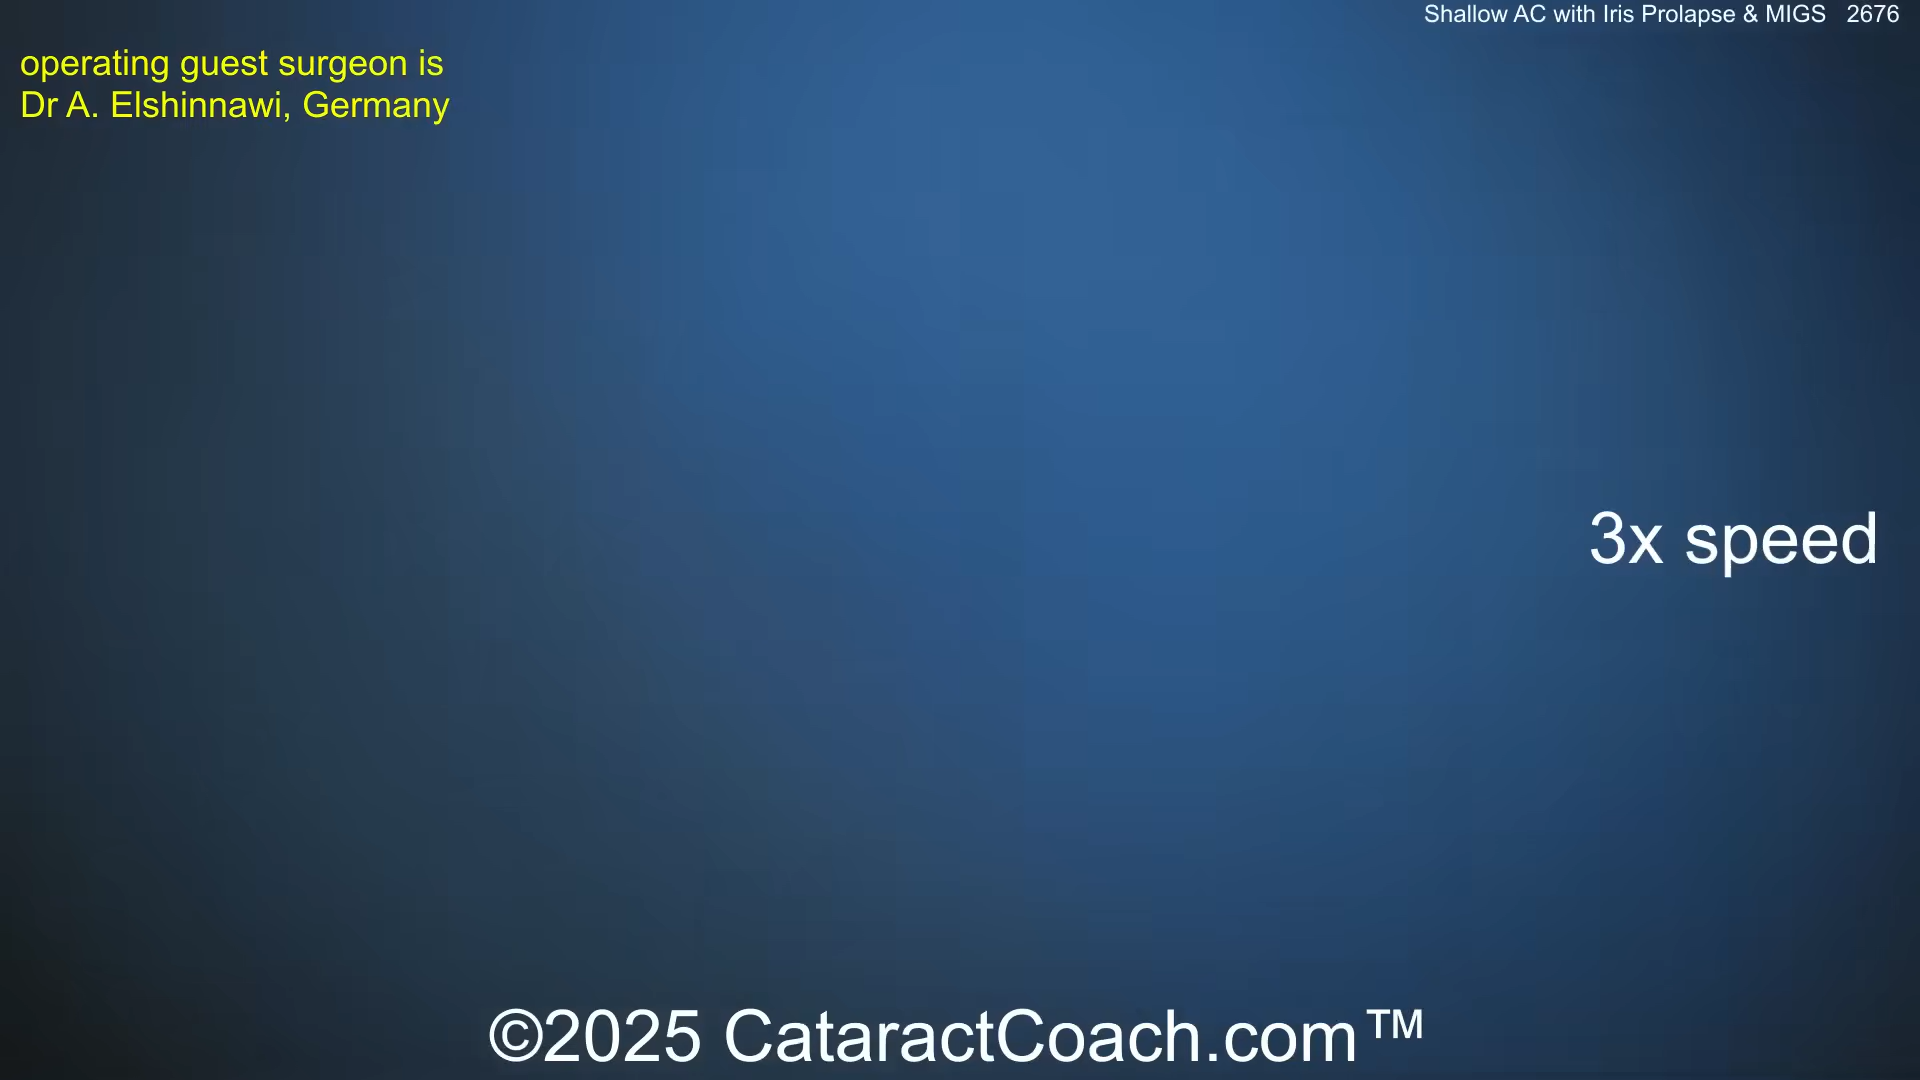 Shallow AC with Iris Prolapse & MIGS 2676
operating guest surgeon is
Dr A. Elshinnawi, Germany
3x speed
©2025 CataractCoach.com™